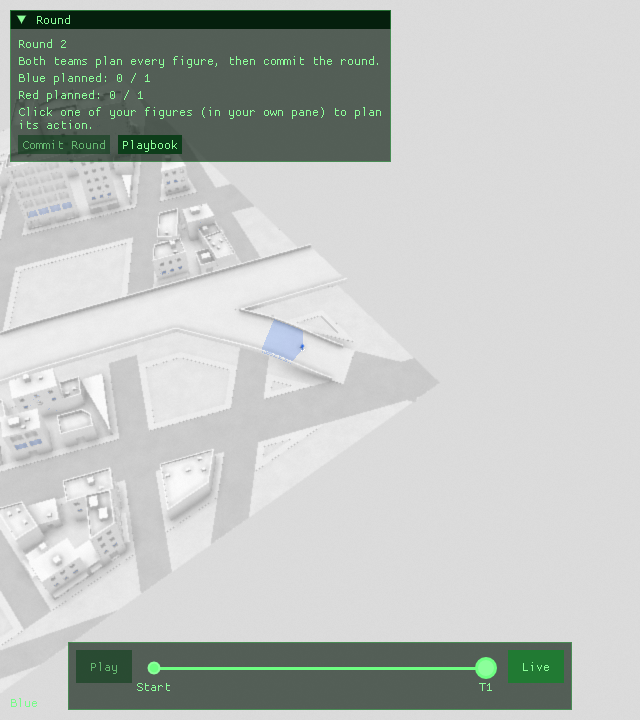 Round
Round 2
Both teams plan every figure, then commit the round.
Blue planned: 0 / 1
Red planned: 0 / 1
Click one of your figures (in your own pane) to plan
its action.
Commit Round
Playbook
Play
Start
T1
Live
Blue